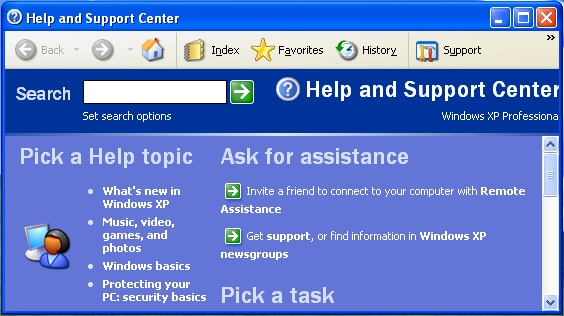 Help and Support Center
Back
Index
Favorites
History
Support
Search
Set search options
Help and Support Center
Windows XP Professiona
Pick a Help topic
What's new in
Windows XP
Music, video,
games, and
photos
Windows basics
Protecting your
PC: security basics
Ask for assistance
Invite a friend to connect to your computer with Remote
Assistance
Get support, or find information in Windows XP
newsgroups
Pick a task